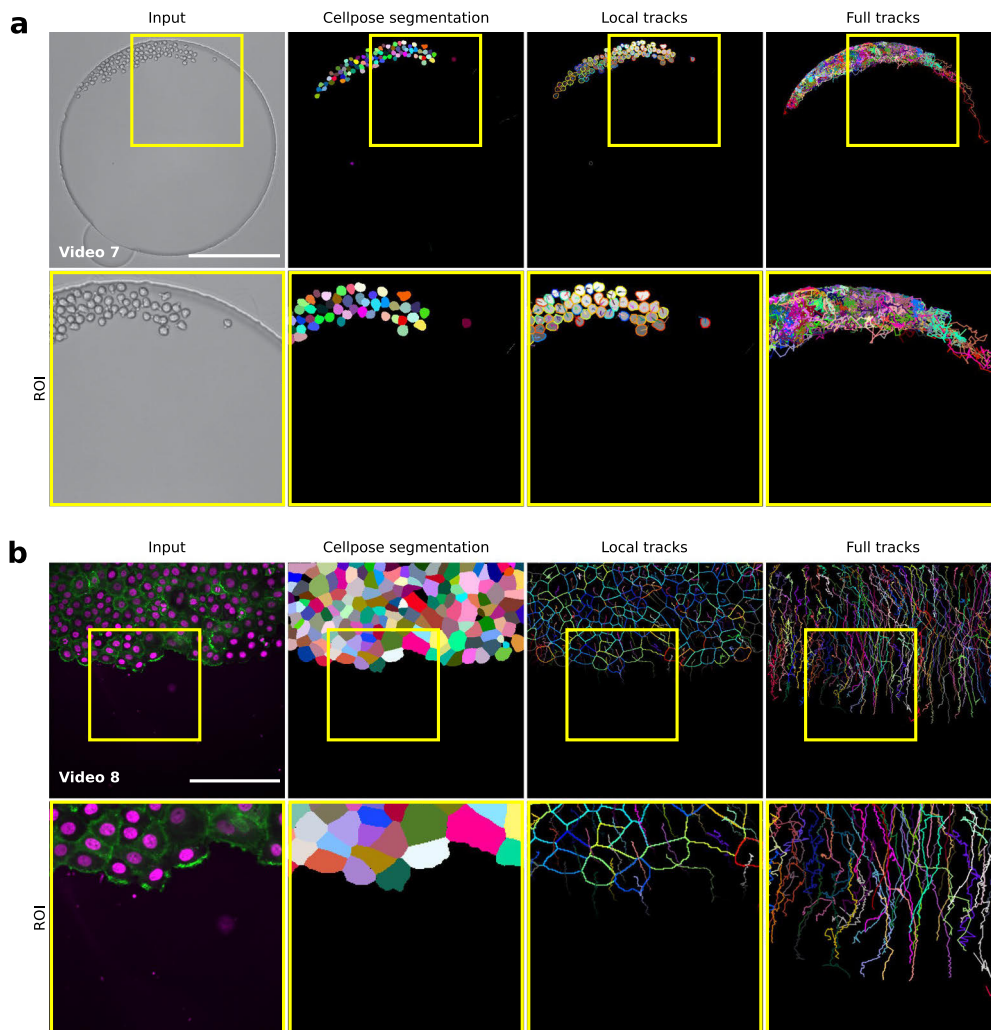 a
Input Cellpose segmentation Local tracks Full tracks
Video 7
ROI
b
Input Cellpose segmentation Local tracks Full tracks
Video 8
ROI